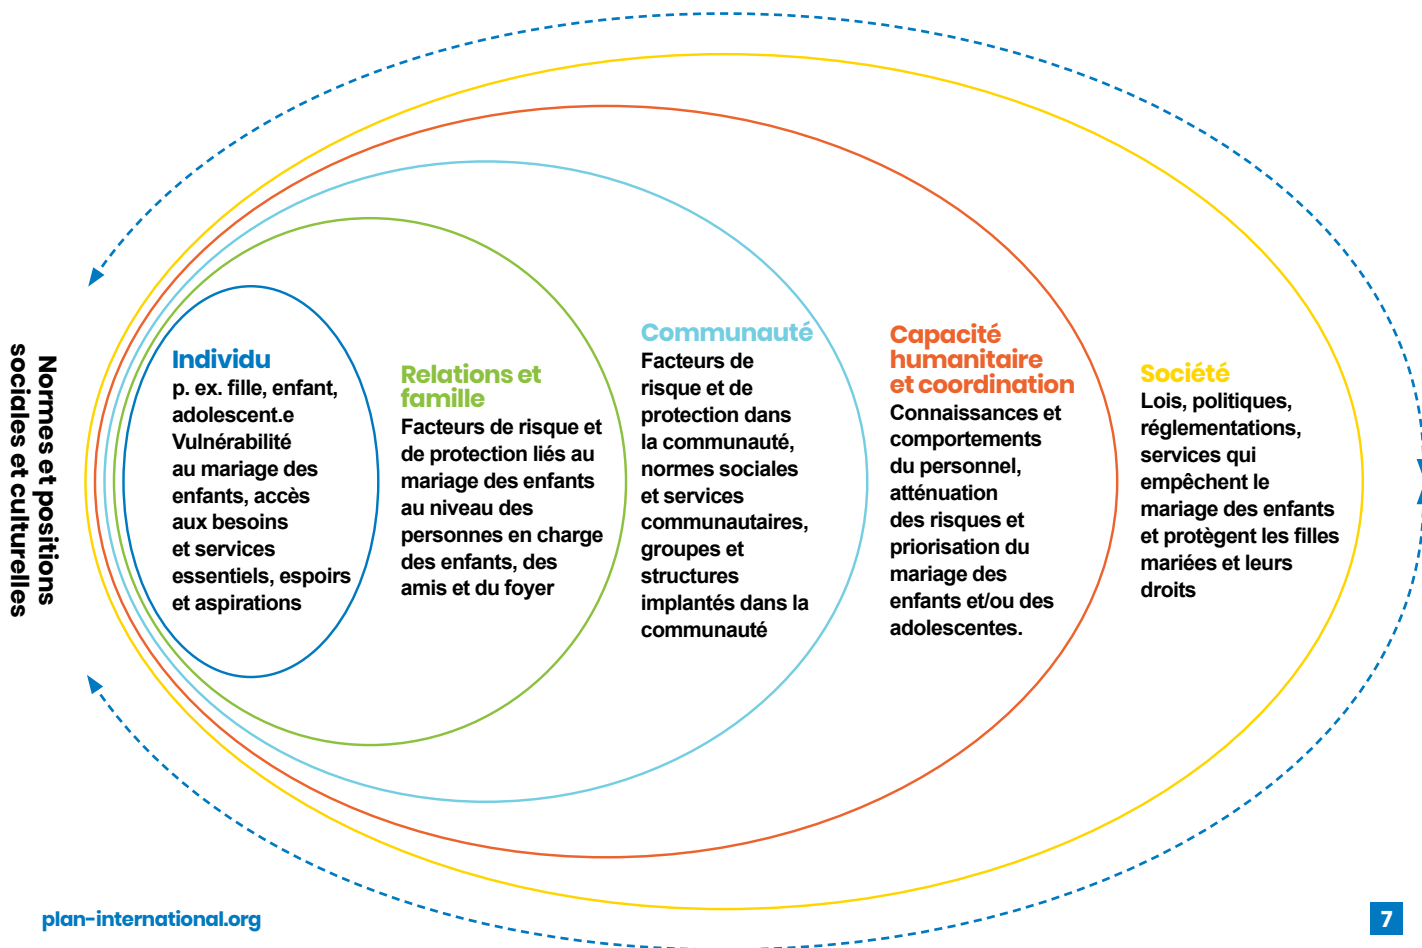 Normes et positions
sociales et culturelles
Individu
p. ex. fille, enfant,
adolescent.e
Vulnérabilité
au mariage des
enfants, accès
aux besoins
et services
essentiels, espoirs
et aspirations
Relations et
famille
Facteurs de risque et
de protection liés au
mariage des enfants
au niveau des
personnes en charge
des enfants, des
amis et du foyer
Communauté
Facteurs de
risque et de
protection dans
la communauté,
normes sociales
et services
communautaires,
groupes et
structures
implantés dans la
communauté
Capacité
humanitaire
et coordination
Connaissances et
comportements
du personnel,
atténuation
des risques et
priorisation du
mariage des
enfants et/ou des
adolescentes.
Société
Lois, politiques,
réglementations,
services qui
empêchent le
mariage des enfants
et protègent les filles
mariées et leurs
droits
plan-international.org
7